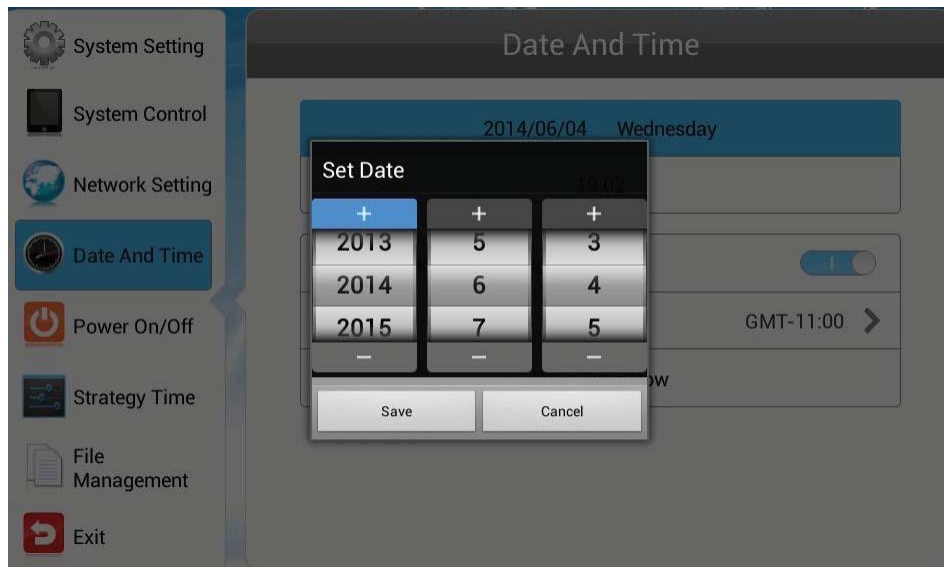 System Setting
System Control
Network Setting
Date And Time
Power On/Off
Strategy Time
File
Management
Exit
Date And Time
2014/06/04 Wednesday
19:02
GMT-11:00
Set Date
+ + +
2013 5 3
2014 6 4
2015 7 5
− − −
Save Cancel